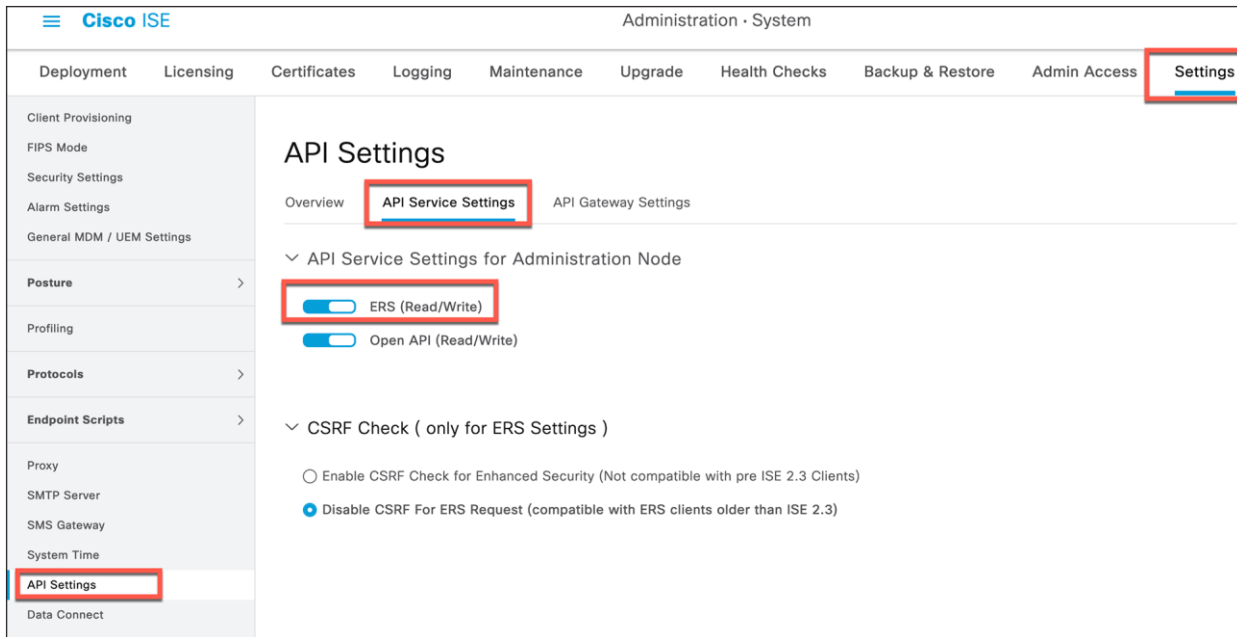 Cisco ISE
Administration · System
Deployment Licensing Certificates Logging Maintenance Upgrade Health Checks Backup & Restore Admin Access Settings
Client Provisioning
FIPS Mode
Security Settings
Alarm Settings
General MDM / UEM Settings
Posture
Profiling
Protocols
Endpoint Scripts
Proxy
SMTP Server
SMS Gateway
System Time
API Settings
Data Connect
API Settings
Overview API Service Settings API Gateway Settings
API Service Settings for Administration Node
ERS (Read/Write)
Open API (Read/Write)
CSRF Check ( only for ERS Settings )
Enable CSRF Check for Enhanced Security (Not compatible with pre ISE 2.3 Clients)
Disable CSRF For ERS Request (compatible with ERS clients older than ISE 2.3)